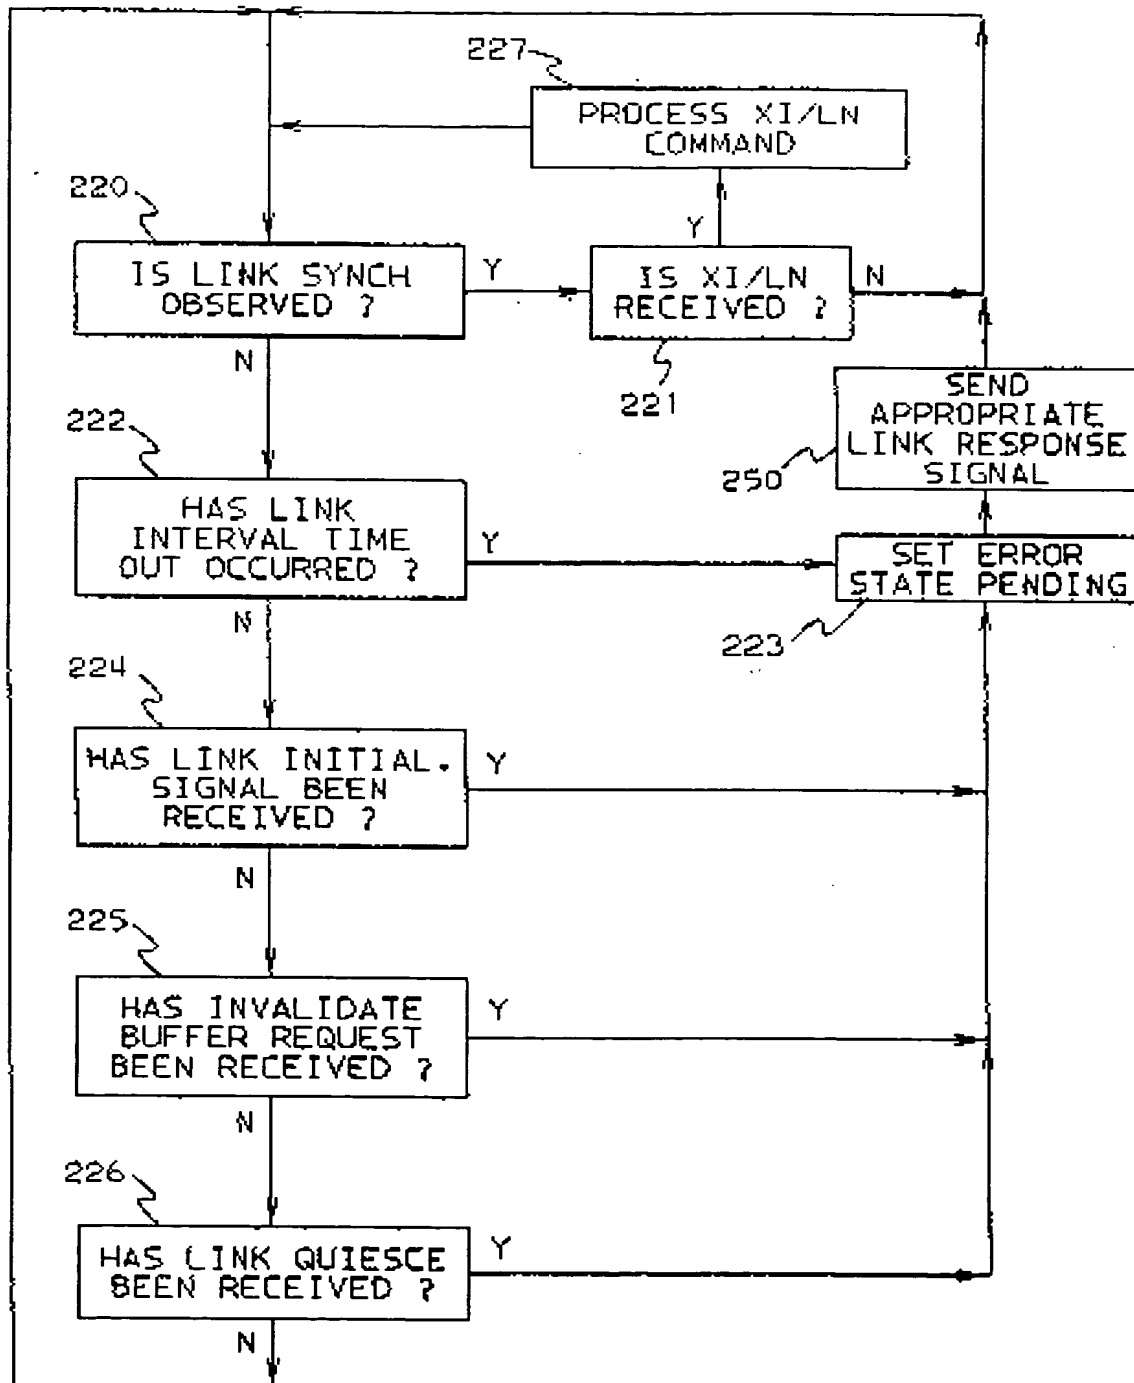 227
PROCESS XI/LN
COMMAND
220
Y
IS LINK SYNCH
OBSERVED ?
Y
IS XI/LN
RECEIVED ?
N
N
221
SEND
APPROPRIATE
LINK RESPONSE
SIGNAL
250
222
HAS LINK
INTERVAL TIME
OUT OCCURRED ?
Y
SET ERROR
STATE PENDING
N
223
224
HAS LINK INITIAL.
SIGNAL BEEN
RECEIVED ?
Y
N
225
HAS INVALIDATE
BUFFER REQUEST
BEEN RECEIVED ?
Y
N
226
HAS LINK QUIESCE
BEEN RECEIVED ?
Y
N